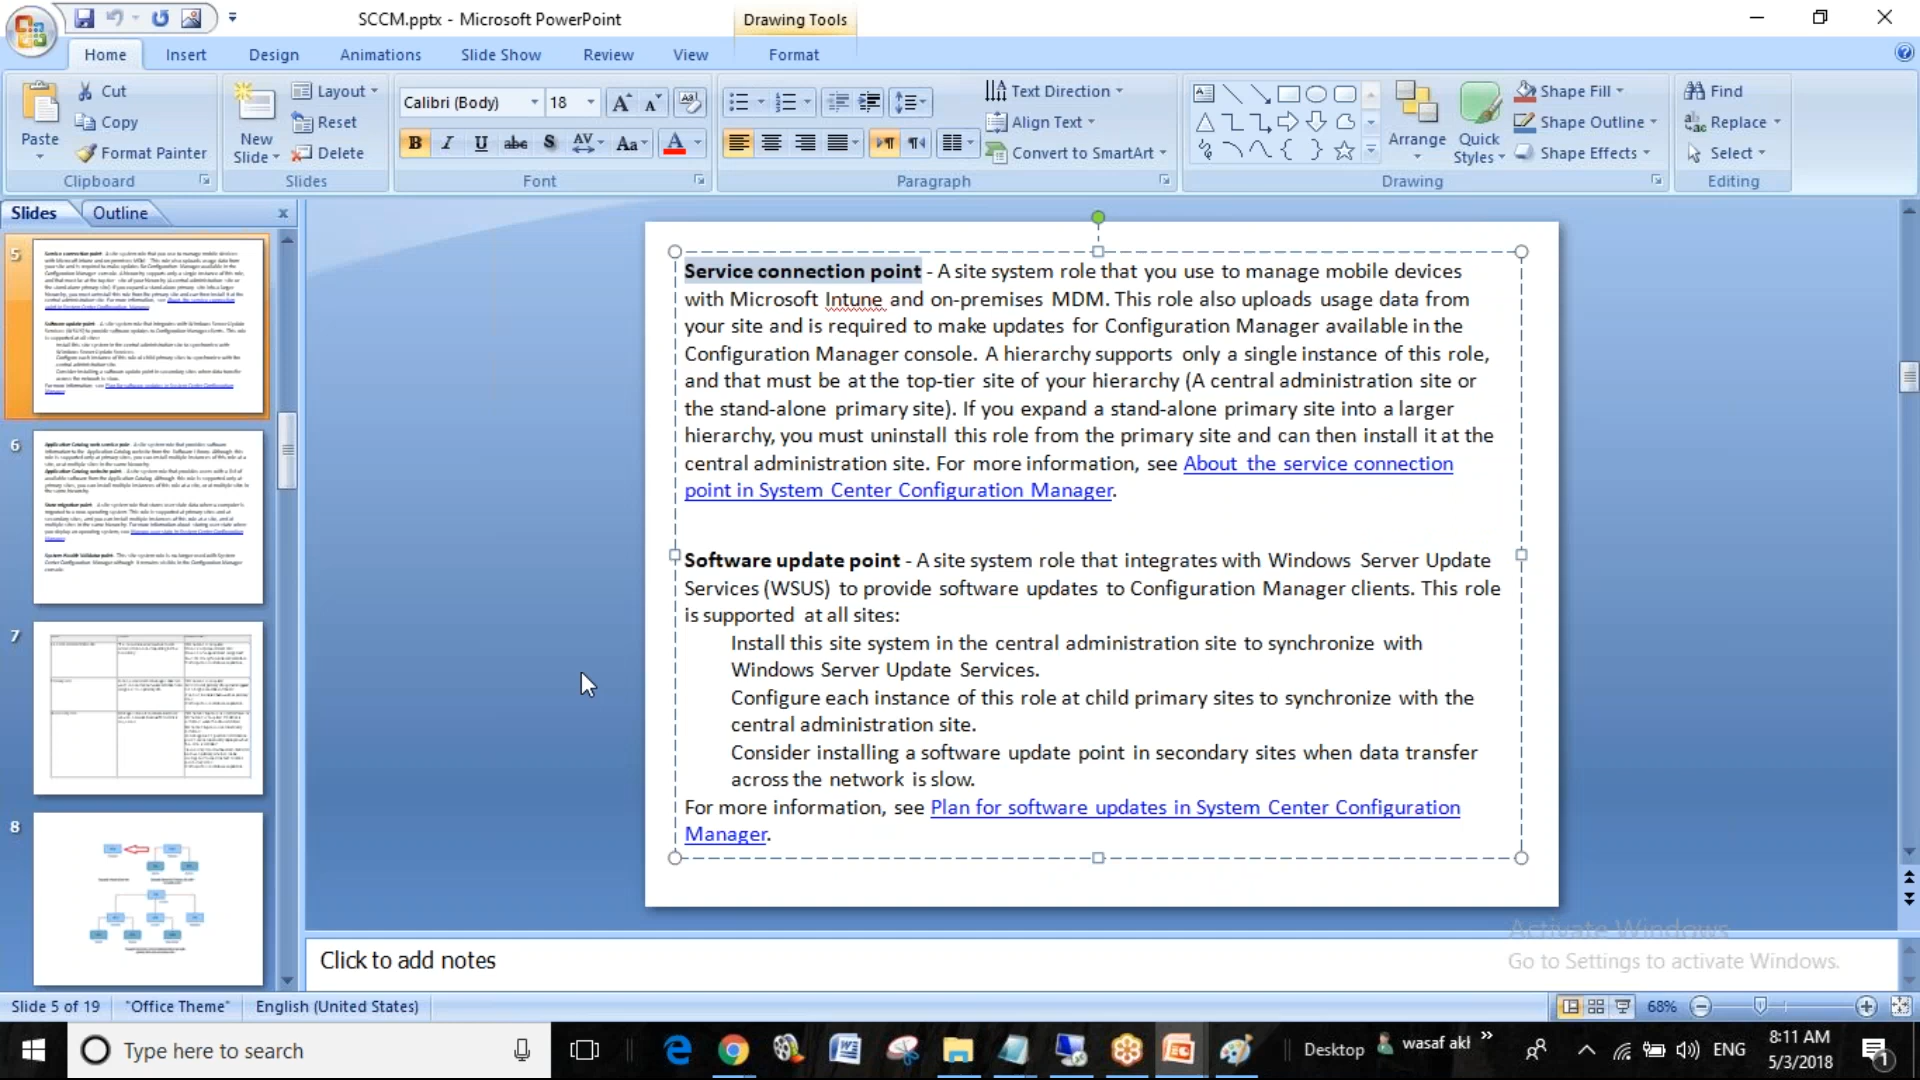 SCCM.pptx - Microsoft PowerPoint
Drawing Tools
Home
Insert
Design
Animations
Slide Show
Review
View
Format
Paste
Cut
Copy
Format Painter
Clipboard
New
Slide
Layout
Reset
Delete
Slides
Calibri (Body)
18
Font
Paragraph
Text Direction
Align Text
Convert to SmartArt
Arrange
Quick
Styles
Shape Fill
Shape Outline
Shape Effects
Drawing
Find
Replace
Select
Editing
Slides
Outline
5
6
7
8
Service connection point - A site system role that you use to manage mobile devices
with Microsoft Intune and on-premises MDM. This role also uploads usage data from
your site and is required to make updates for Configuration Manager available in the
Configuration Manager console. A hierarchy supports only a single instance of this role,
and that must be at the top-tier site of your hierarchy (A central administration site or
the stand-alone primary site). If you expand a stand-alone primary site into a larger
hierarchy, you must uninstall this role from the primary site and can then install it at the
central administration site. For more information, see About the service connection
point in System Center Configuration Manager.
Software update point - A site system role that integrates with Windows Server Update
Services (WSUS) to provide software updates to Configuration Manager clients. This role
is supported at all sites:
Install this site system in the central administration site to synchronize with
Windows Server Update Services.
Configure each instance of this role at child primary sites to synchronize with the
central administration site.
Consider installing a software update point in secondary sites when data transfer
across the network is slow.
For more information, see Plan for software updates in System Center Configuration
Manager.
Activate Windows
Go to Settings to activate Windows.
Click to add notes
Slide 5 of 19
"Office Theme"
English (United States)
68%
Type here to search
Desktop
wasaf akl
ENG
8:11 AM
5/3/2018
1